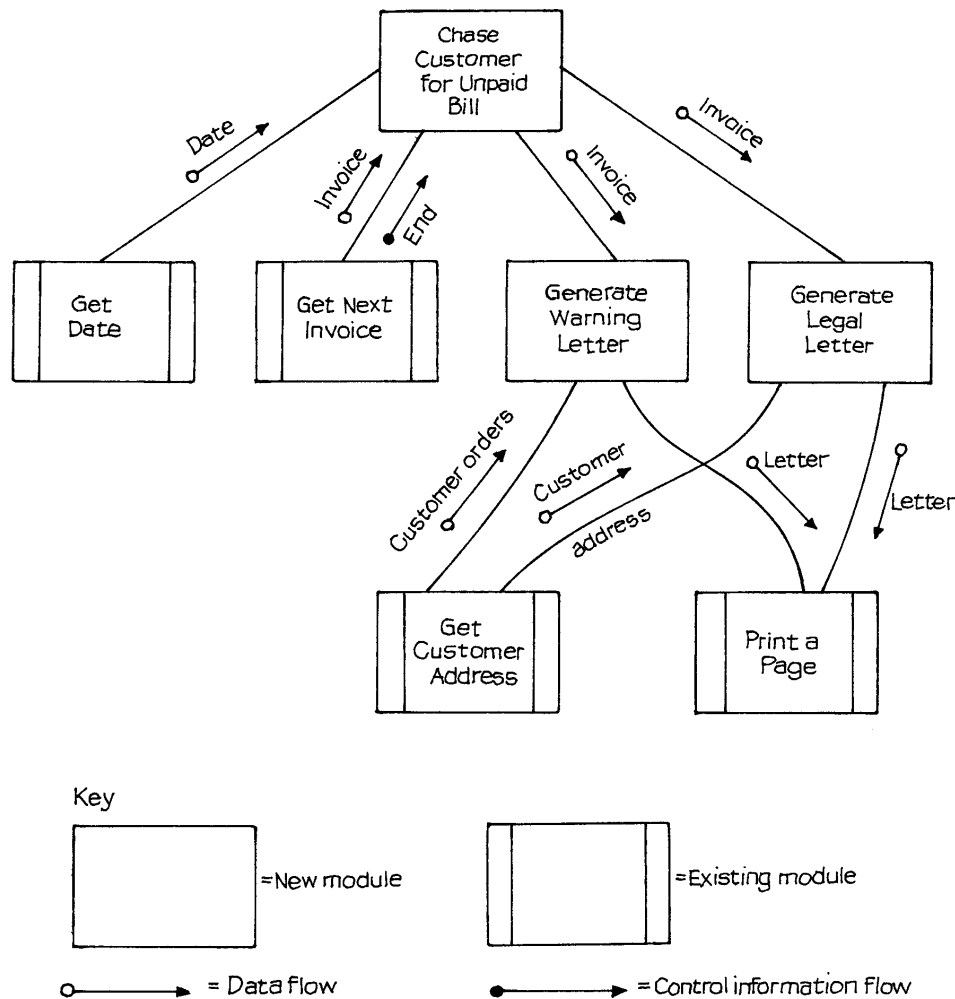 Chase
Customer
for Unpaid
Bill
Date
Invoice
End
Invoice
Invoice
Get
Date
Get Next
Invoice
Generate
Warning
Letter
Generate
Legal
Letter
Customer orders
Customer
address
Letter
Letter
Get
Customer
Address
Print a
Page
Key
=New module
=Existing module
= Data flow
=Control information flow